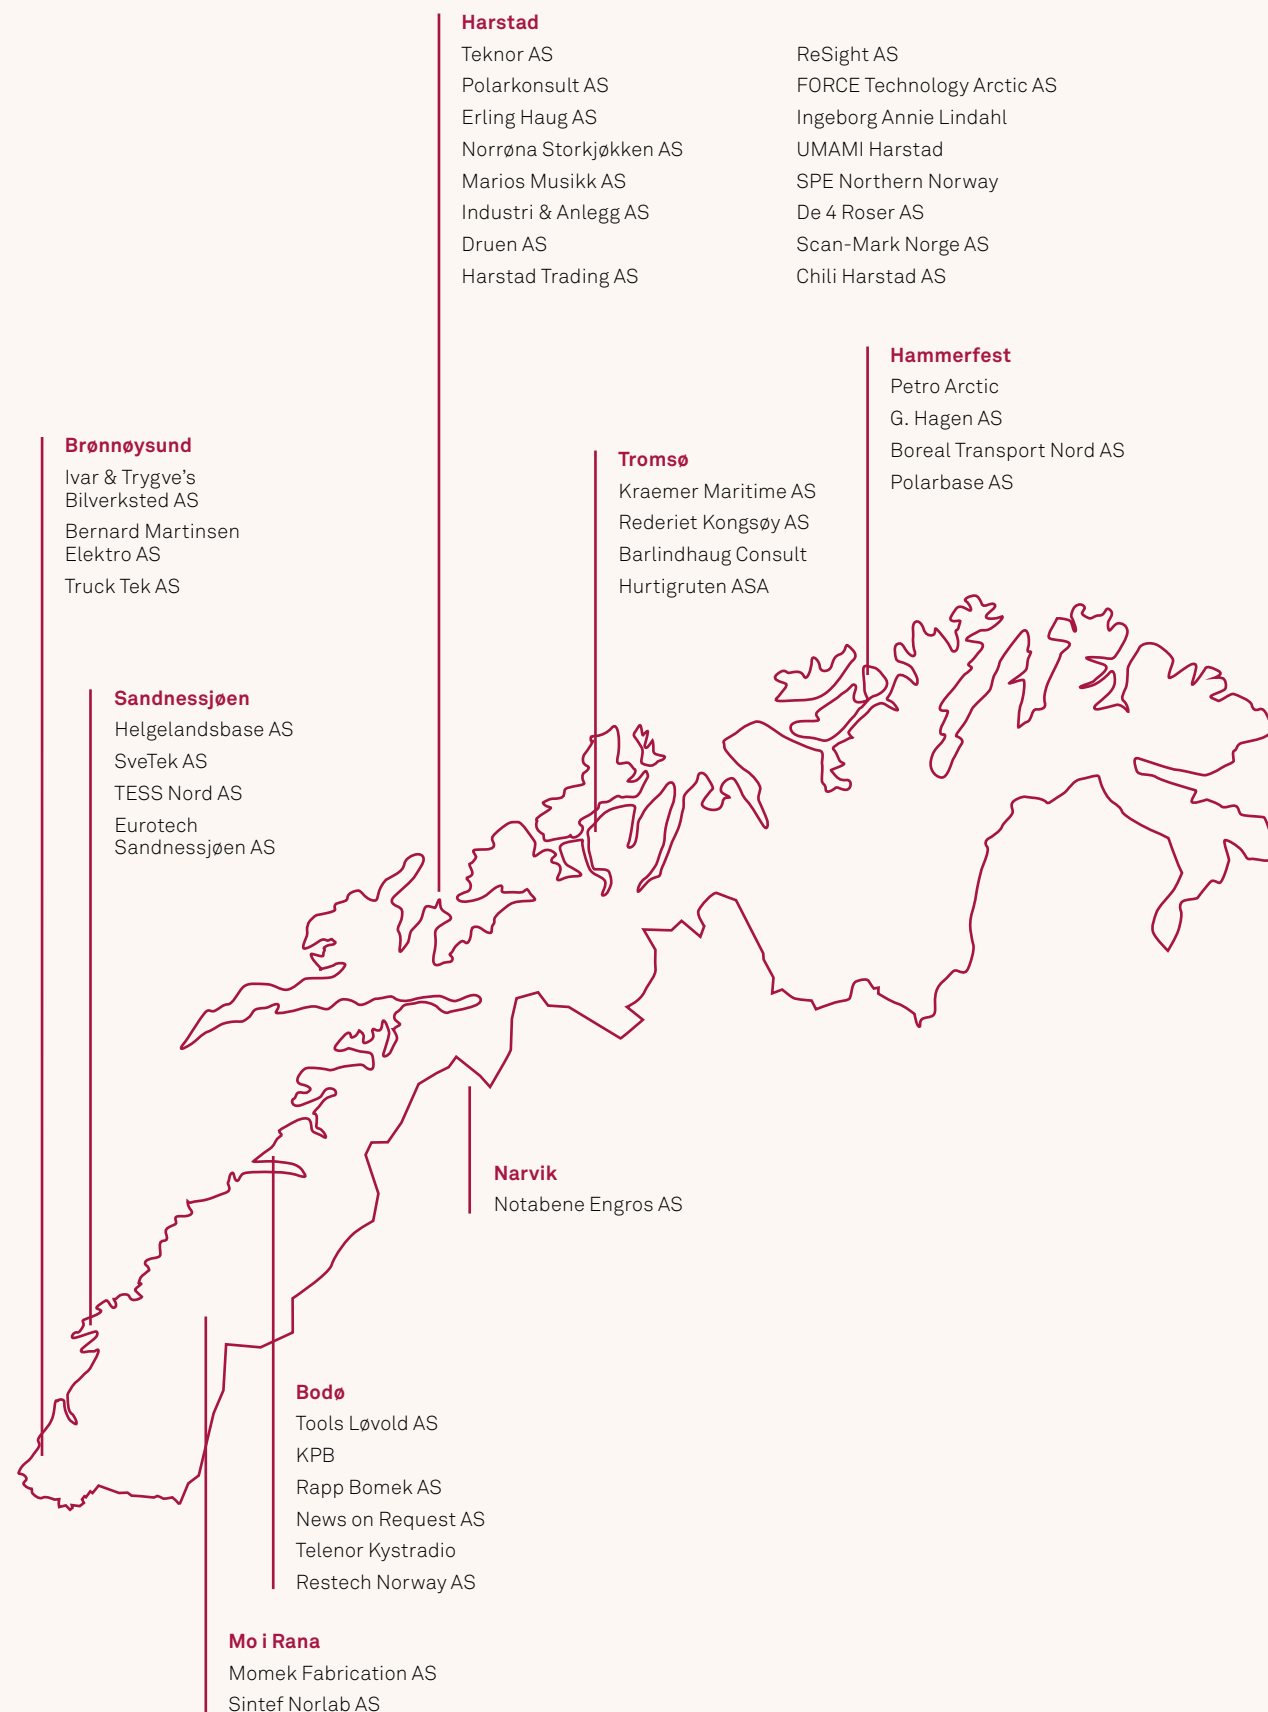 Harstad
Teknor AS
Polarkonsult AS
Erling Haug AS
Norrøna Storkjøkken AS
Marios Musikk AS
Industri & Anlegg AS
Druen AS
Harstad Trading AS
ReSight AS
FORCE Technology Arctic AS
Ingeborg Annie Lindahl
UMAMI Harstad
SPE Northern Norway
De 4 Roser AS
Scan-Mark Norge AS
Chili Harstad AS
Hammerfest
Petro Arctic
G. Hagen AS
Boreal Transport Nord AS
Polarbase AS
Brønnøysund
Ivar & Trygve’s
Bilverksted AS
Bernard Martinsen
Elektro AS
Truck Tek AS
Tromsø
Kraemer Maritime AS
Rederiet Kongsøy AS
Barlindhaug Consult
Hurtigruten ASA
Sandnessjøen
Helgelandsbase AS
SveTek AS
TESS Nord AS
Eurotech
Sandnessjøen AS
Narvik
Notabene Engros AS
Bodø
Tools Løvold AS
KPB
Rapp Bomek AS
News on Request AS
Telenor Kystradio
Restech Norway AS
Mo i Rana
Momek Fabrication AS
Sintef Norlab AS